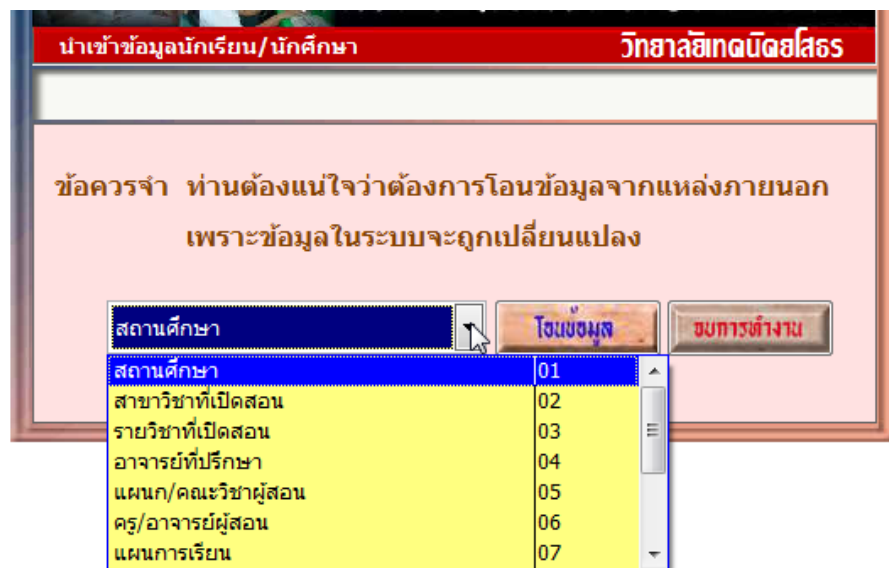 นำเข้าข้อมูลนักเรียน/นักศึกษา วิทยาลัยเทคนิคยโสธร
ข้อควรจำ ท่านต้องแน่ใจว่าต้องการโอนข้อมูลจากแหล่งภายนอก
เพราะข้อมูลในระบบจะถูกเปลี่ยนแปลง
สถานศึกษา โอนข้อมูล จบการทำงาน
สถานศึกษา 01
สาขาวิชาที่เปิดสอน 02
รายวิชาที่เปิดสอน 03
อาจารย์ที่ปรึกษา 04
แผนก/คณะวิชาผู้สอน 05
ครู/อาจารย์ผู้สอน 06
แผนการเรียน 07